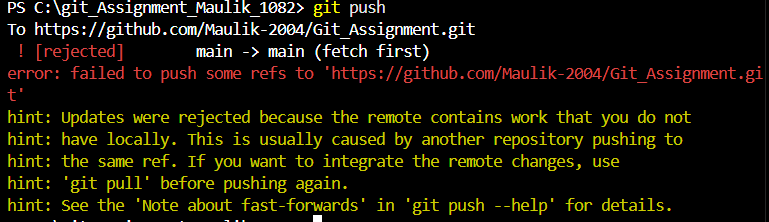 PS C:\git_Assignment_Maulik_1082> git push
To https://github.com/Maulik-2004/Git_Assignment.git
 ! [rejected]        main -> main (fetch first)
error: failed to push some refs to 'https://github.com/Maulik-2004/Git_Assignment.gi
t'
hint: Updates were rejected because the remote contains work that you do not
hint: have locally. This is usually caused by another repository pushing to
hint: the same ref. If you want to integrate the remote changes, use
hint: 'git pull' before pushing again.
hint: See the 'Note about fast-forwards' in 'git push --help' for details.